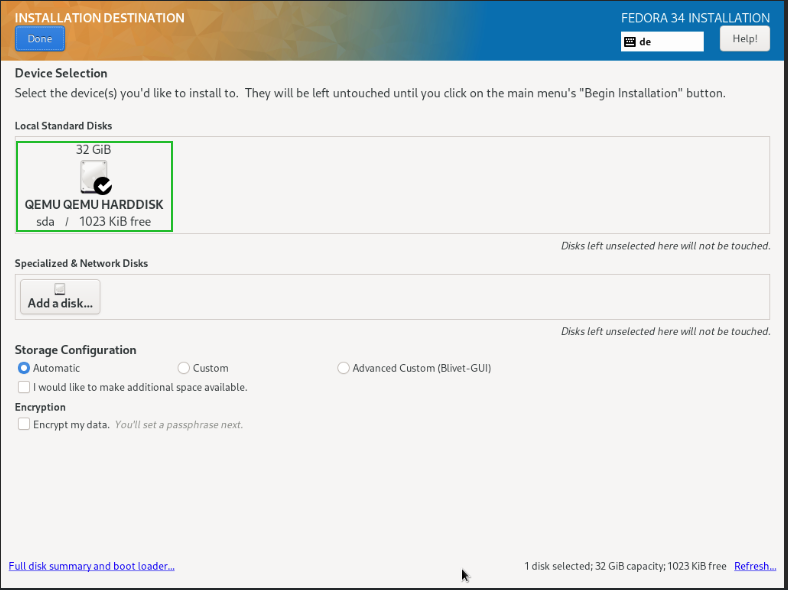 INSTALLATION DESTINATION
FEDORA 34 INSTALLATION
Done
de
Help!
Device Selection
Select the device(s) you'd like to install to. They will be left untouched until you click on the main menu's "Begin Installation" button.
Local Standard Disks
32 GiB
QEMU QEMU HARDDISK
sda / 1023 KiB free
Disks left unselected here will not be touched.
Specialized & Network Disks
Add a disk...
Disks left unselected here will not be touched.
Storage Configuration
Automatic Custom Advanced Custom (Blivet-GUI)
I would like to make additional space available.
Encryption
Encrypt my data. You'll set a passphrase next.
Full disk summary and boot loader... 1 disk selected; 32 GiB capacity; 1023 KiB free Refresh...